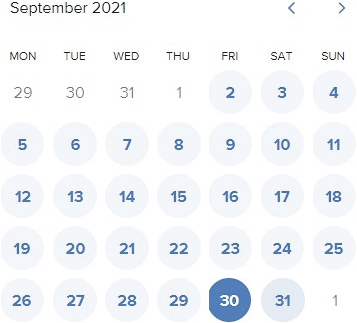 September 2021
MON TUE WED THU FRI SAT SUN
29 30 31 1 2 3 4
5 6 7 8 9 10 11
12 13 14 15 16 17 18
19 20 21 22 23 24 25
26 27 28 29 30 31 1